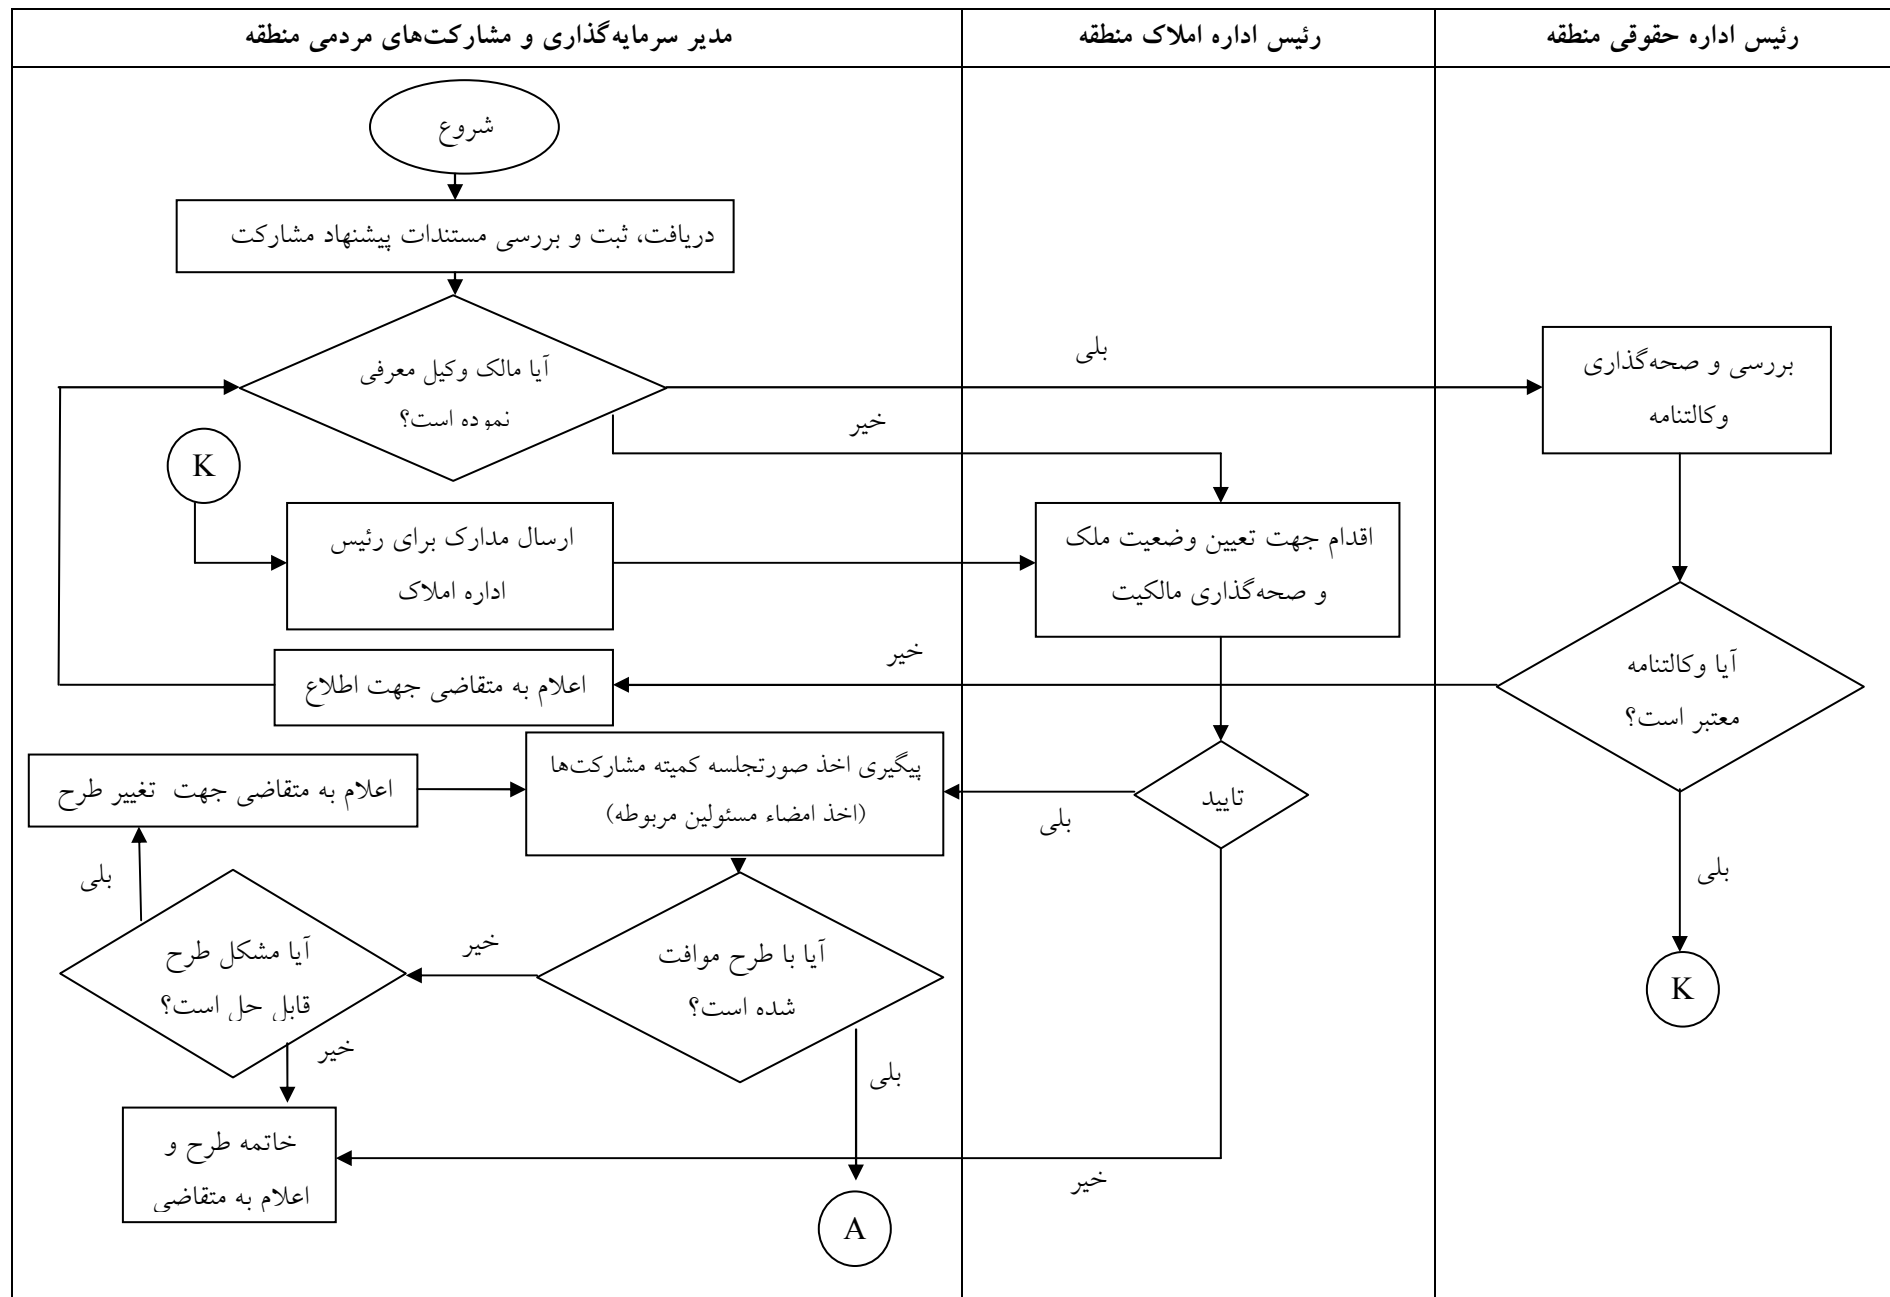 رئیس اداره حقوقی منطقه
رئیس اداره املاک منطقه
مدیر سرمایه‌گذاری و مشارکت‌های مردمی منطقه
شروع
دریافت، ثبت و بررسی مستندات پیشنهاد مشارکت
آیا مالک وکیل معرفی
نموده است؟
بلی
خیر
بررسی و صحه‌گذاری
وکالتنامه
K
ارسال مدارک برای رئیس
اداره املاک
اقدام جهت تعیین وضعیت ملک
و صحه‌گذاری مالکیت
آیا وکالتنامه
معتبر است؟
خیر
اعلام به متقاضی جهت اطلاع
بلی
K
تایید
بلی
پیگیری اخذ صورتجلسه کمیته مشارکت‌ها
(اخذ امضاء مسئولین مربوطه)
اعلام به متقاضی جهت تغییر طرح
بلی
آیا با طرح موافت
شده است؟
خیر
آیا مشکل طرح
قابل حل است؟
خیر
بلی
خاتمه طرح و
اعلام به متقاضی
خیر
A